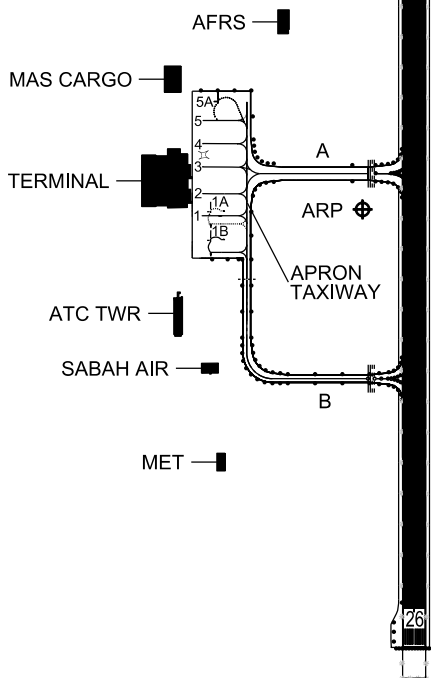 AFRS
MAS CARGO
5A
5
4
A
3
TERMINAL
2
1A
ARP
1
1B
APRON
TAXIWAY
ATC TWR
SABAH AIR
B
MET
26